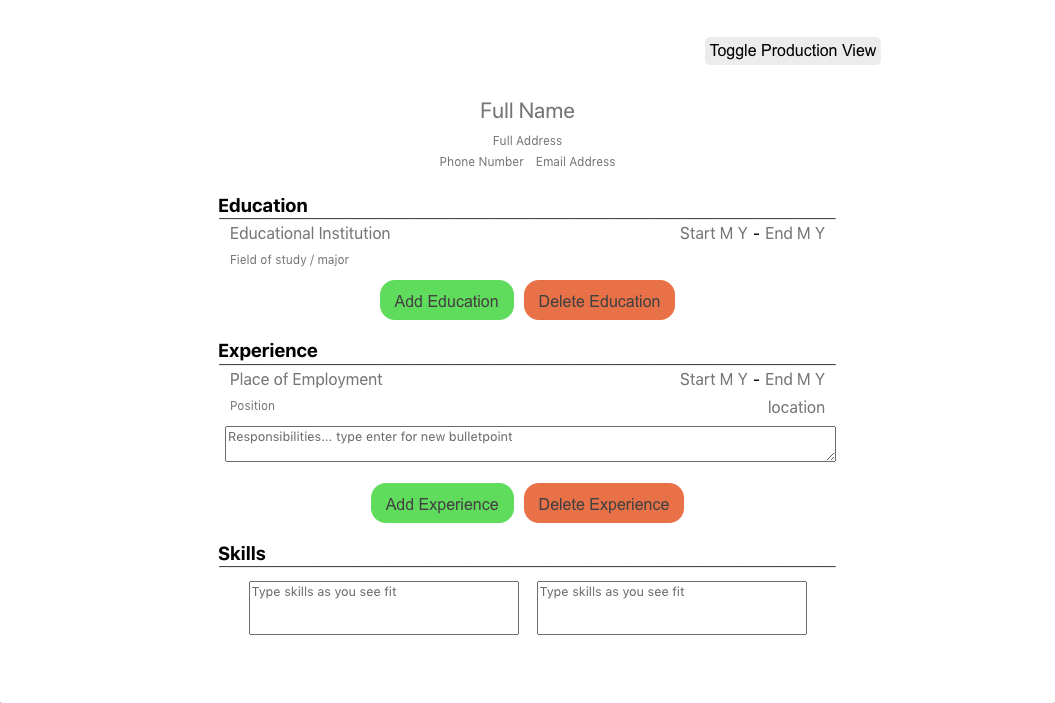 Toggle Production View
Full Name
Full Address
Phone Number Email Address
Education
Educational Institution Start M Y - End M Y
Field of study / major
Add Education Delete Education
Experience
Place of Employment Start M Y - End M Y
Position location
Responsibilities... type enter for new bulletpoint
Add Experience Delete Experience
Skills
Type skills as you see fit Type skills as you see fit